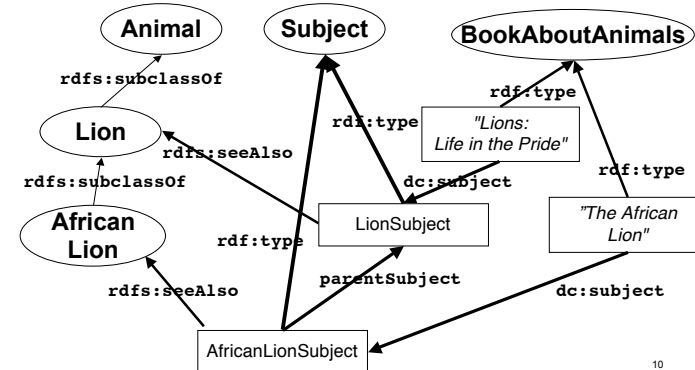 Animal
Subject
BookAboutAnimals
rdfs:subclassOf
rdf:type
Lion
rdf:type
"Lions:
Life in the Pride"
rdfs:seeAlso
rdf:type
rdfs:subclassOf
dc:subject
African
Lion
LionSubject
”The African
Lion"
rdf:type
parentSubject
rdfs:seeAlso
dc:subject
AfricanLionSubject
10